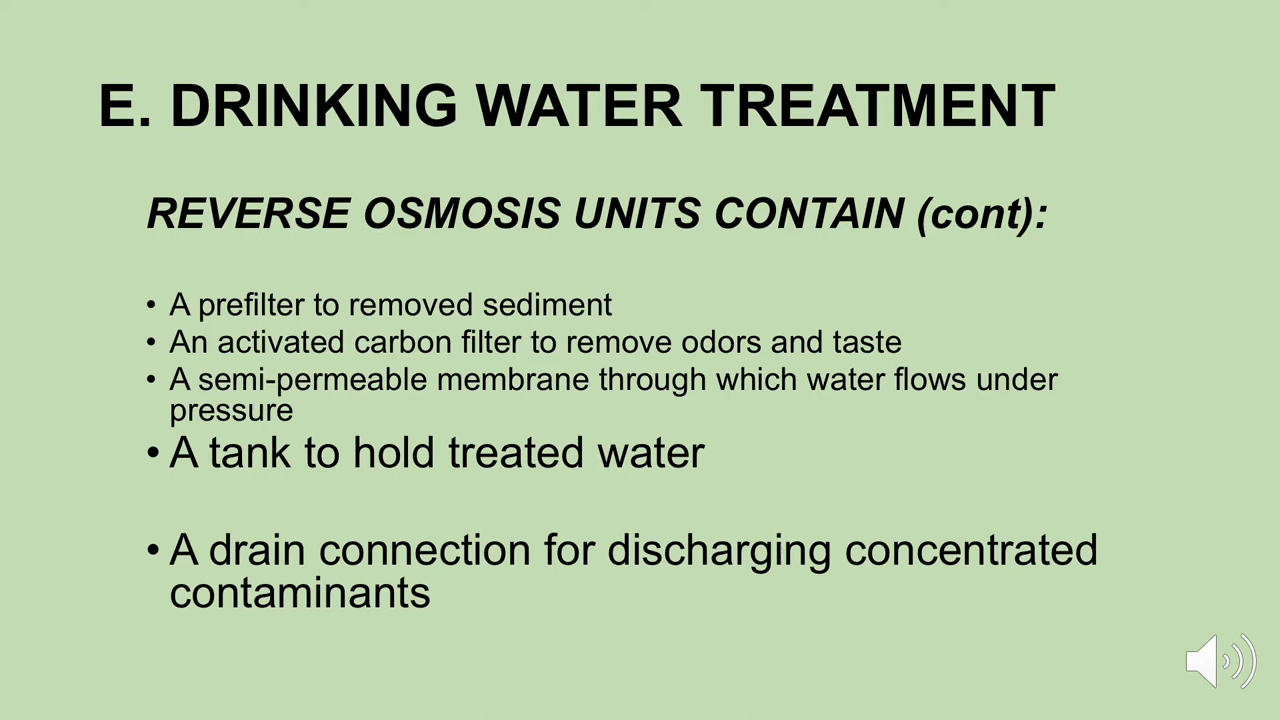 E. DRINKING WATER TREATMENT
REVERSE OSMOSIS UNITS CONTAIN (cont):
• A prefilter to removed sediment
• An activated carbon filter to remove odors and taste
• A semi-permeable membrane through which water flows under
pressure
• A tank to hold treated water
• A drain connection for discharging concentrated
contaminants